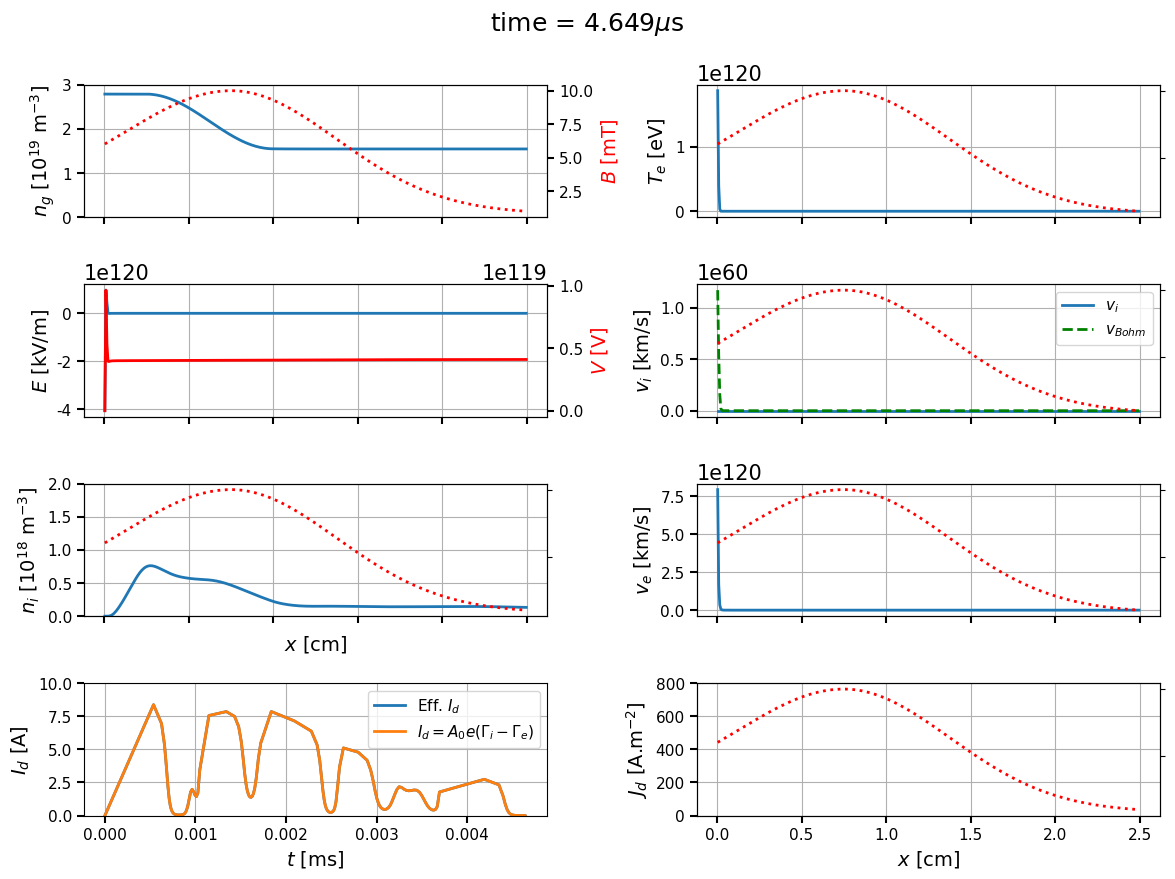 time = 4.649μs
3
2
1
0
n_g [10^19 m^−3]
10.0
7.5
5.0
2.5
B [mT]
1e120
1
0
T_e [eV]
1e120
1e119
0
−2
−4
E [kV/m]
1.0
0.5
0.0
V [V]
1e60
1.0
0.5
0.0
v_i [km/s]
v_i
v_Bohm
2.0
1.5
1.0
0.5
0.0
n_i [10^18 m^−3]
x [cm]
1e120
7.5
5.0
2.5
0.0
v_e [km/s]
10.0
7.5
5.0
2.5
0.0
I_d [A]
Eff. I_d
I_d = A_0e(Γ_i − Γ_e)
0.000 0.001 0.002 0.003 0.004
t [ms]
800
600
400
200
0
J_d [A.m^−2]
0.0 0.5 1.0 1.5 2.0 2.5
x [cm]